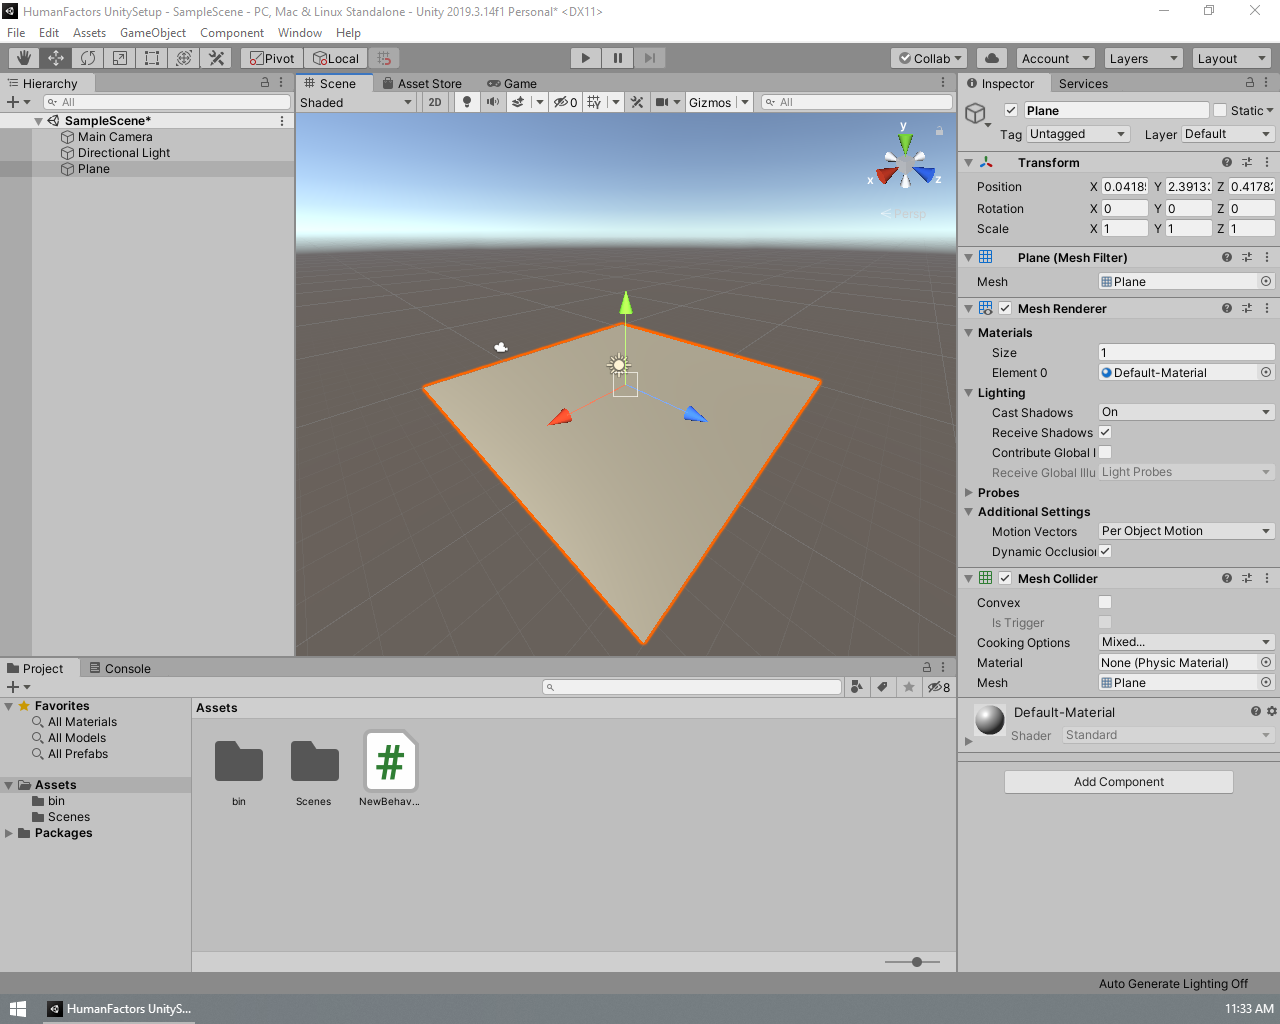 HumanFactors UnitySetup - SampleScene - PC, Mac & Linux Standalone - Unity 2019.3.14f1 Personal* <DX11>
File Edit Assets GameObject Component Window Help
Pivot Local Collab Account Layers Layout
Hierarchy
All
SampleScene*
Main Camera
Directional Light
Plane
Scene Asset Store Game
Shaded 2D 0 Gizmos All
y
x
z
Persp
Inspector Services
Plane Static
Tag Untagged Layer Default
Transform
Position X 0.0418 Y 2.3913 Z 0.4178
Rotation X 0 Y 0 Z 0
Scale X 1 Y 1 Z 1
Plane (Mesh Filter)
Mesh Plane
Mesh Renderer
Materials
Size 1
Element 0 Default-Material
Lighting
Cast Shadows On
Receive Shadows
Contribute Global I
Receive Global Illu Light Probes
Probes
Additional Settings
Motion Vectors Per Object Motion
Dynamic Occlusion
Mesh Collider
Convex
Is Trigger
Cooking Options Mixed...
Material None (Physic Material)
Mesh Plane
Default-Material
Shader Standard
Add Component
Project Console
8
Favorites
All Materials
All Models
All Prefabs
Assets
bin
Scenes
Packages
Assets
bin Scenes NewBehav...
Auto Generate Lighting Off
HumanFactors UnityS...
11:33 AM